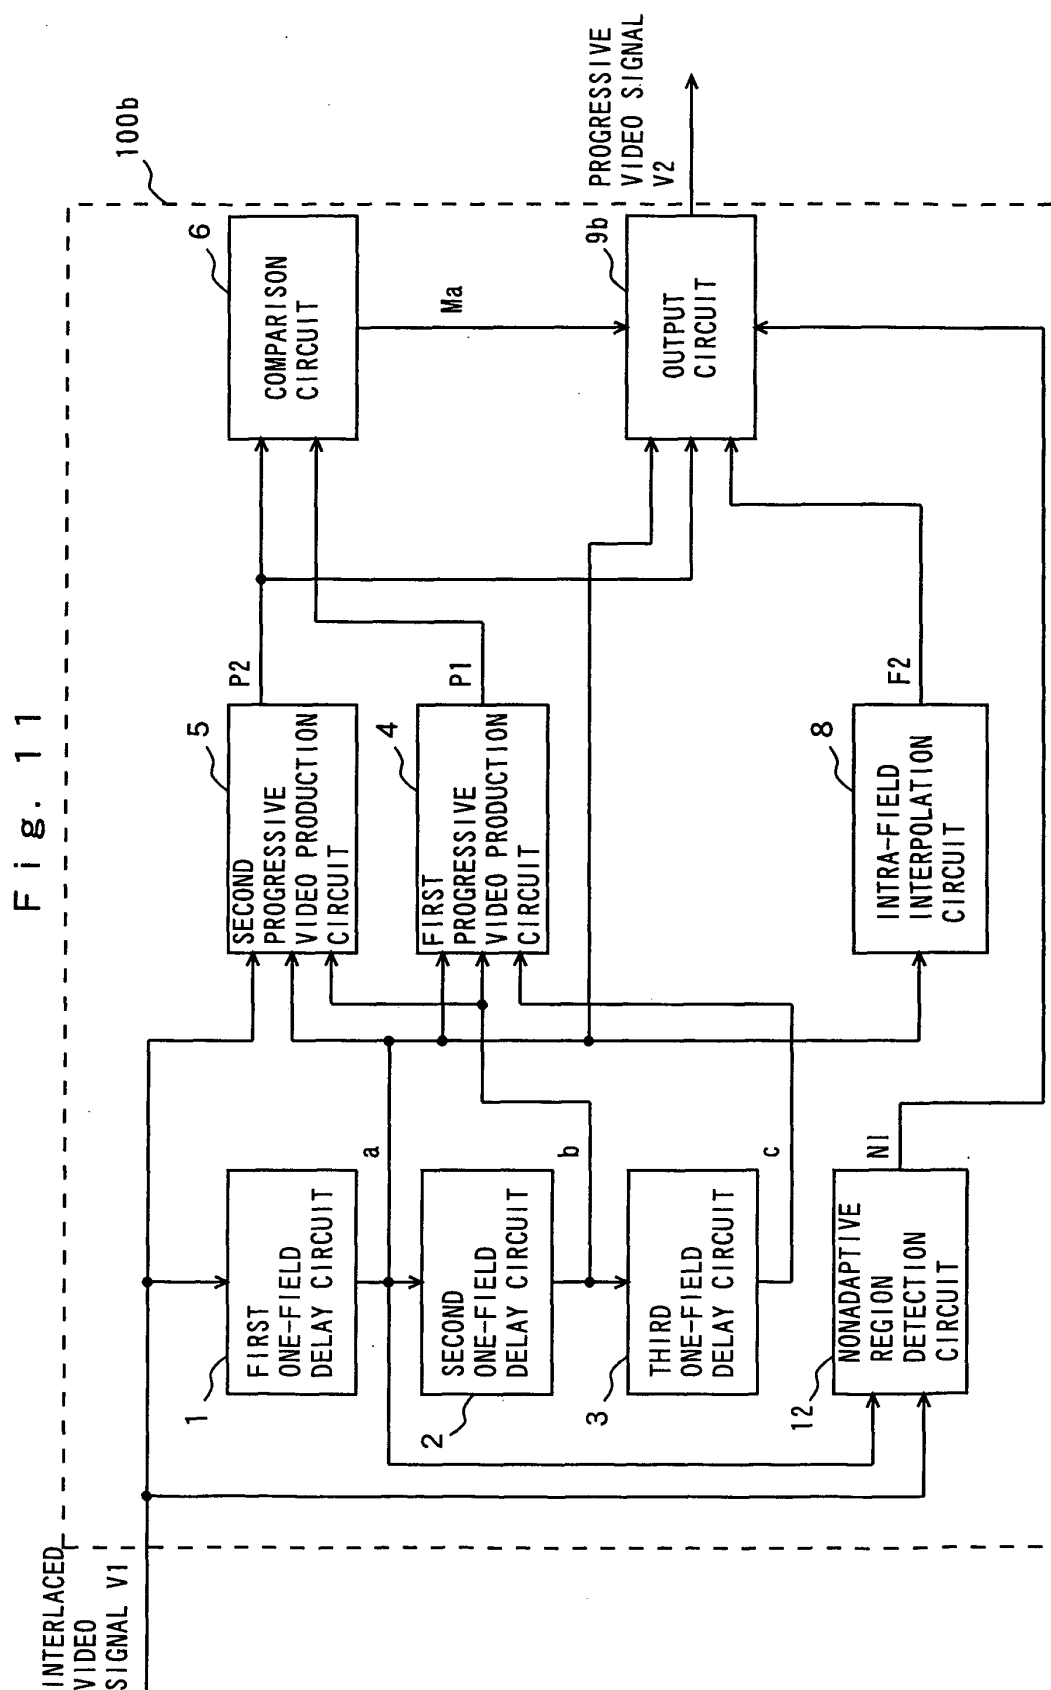 Fig. 11
INTERLACED
VIDEO
SIGNAL V1
100b
1
FIRST
ONE-FIELD
DELAY CIRCUIT
a
2
SECOND
ONE-FIELD
DELAY CIRCUIT
b
3
THIRD
ONE-FIELD
DELAY CIRCUIT
c
12
NONADAPTIVE
REGION
DETECTION
CIRCUIT
NI
5
SECOND
PROGRESSIVE
VIDEO PRODUCTION
CIRCUIT
P2
4
FIRST
PROGRESSIVE
VIDEO PRODUCTION
CIRCUIT
P1
8
INTRA-FIELD
INTERPOLATION
CIRCUIT
F2
6
COMPARISON
CIRCUIT
Ma
9b
OUTPUT
CIRCUIT
PROGRESSIVE
VIDEO SIGNAL
V2